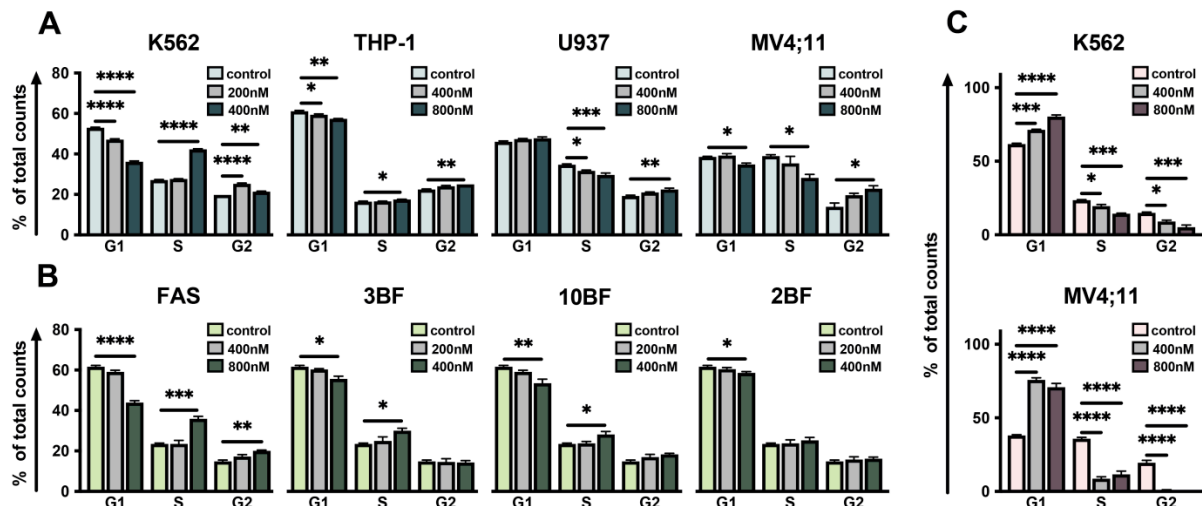 A
K562
THP-1
U937
MV4;11
% of total counts
80
60
40
20
0
****
****
****
****
**
control
200nM
400nM
G1 S G2
**
*
*
**
control
400nM
800nM
G1 S G2
***
*
**
control
400nM
800nM
G1 S G2
*
*
*
control
400nM
800nM
G1 S G2
B
FAS
3BF
10BF
2BF
% of total counts
80
60
40
20
0
****
***
**
control
400nM
800nM
G1 S G2
*
*
control
200nM
400nM
G1 S G2
**
*
control
200nM
400nM
G1 S G2
*
control
200nM
400nM
G1 S G2
C
K562
% of total counts
100
50
0
****
***
***
*
***
*
control
400nM
800nM
G1 S G2
MV4;11
100
50
0
****
****
****
****
****
****
control
400nM
800nM
G1 S G2